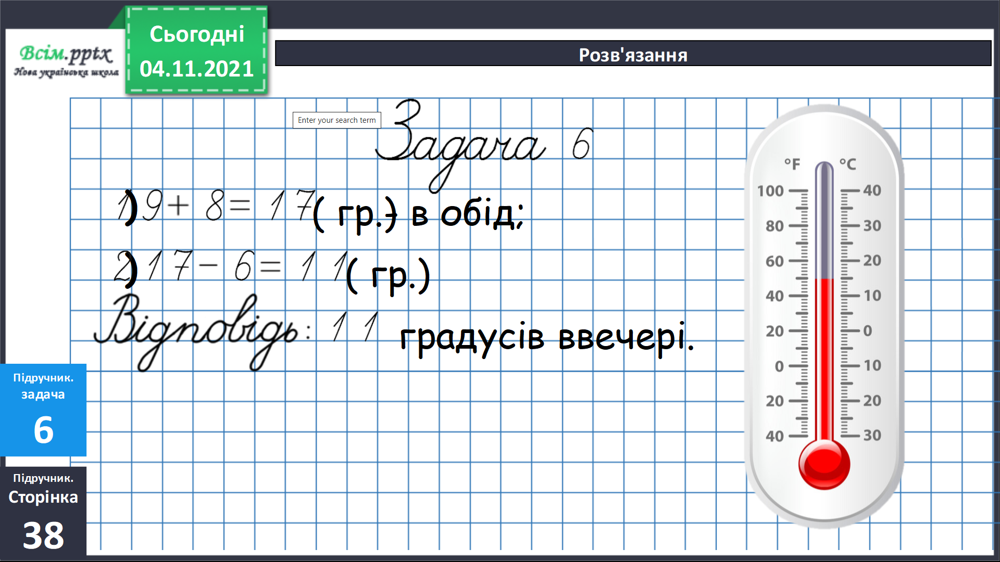 Сьогодні
04.11.2021
Всім.pptx
Нова українська школа
Розв'язання
Enter your search term
Задача 6
1) 9+ 8= 17( гр.)- в обід;
2) 17- 6= 11( гр.)
Відповідь: 11 градусів ввечері.
Підручник.
задача
6
Підручник.
Сторінка
38
°F °C
100 40
80 30
60 20
40 10
20 0
0 10
20 20
40 30